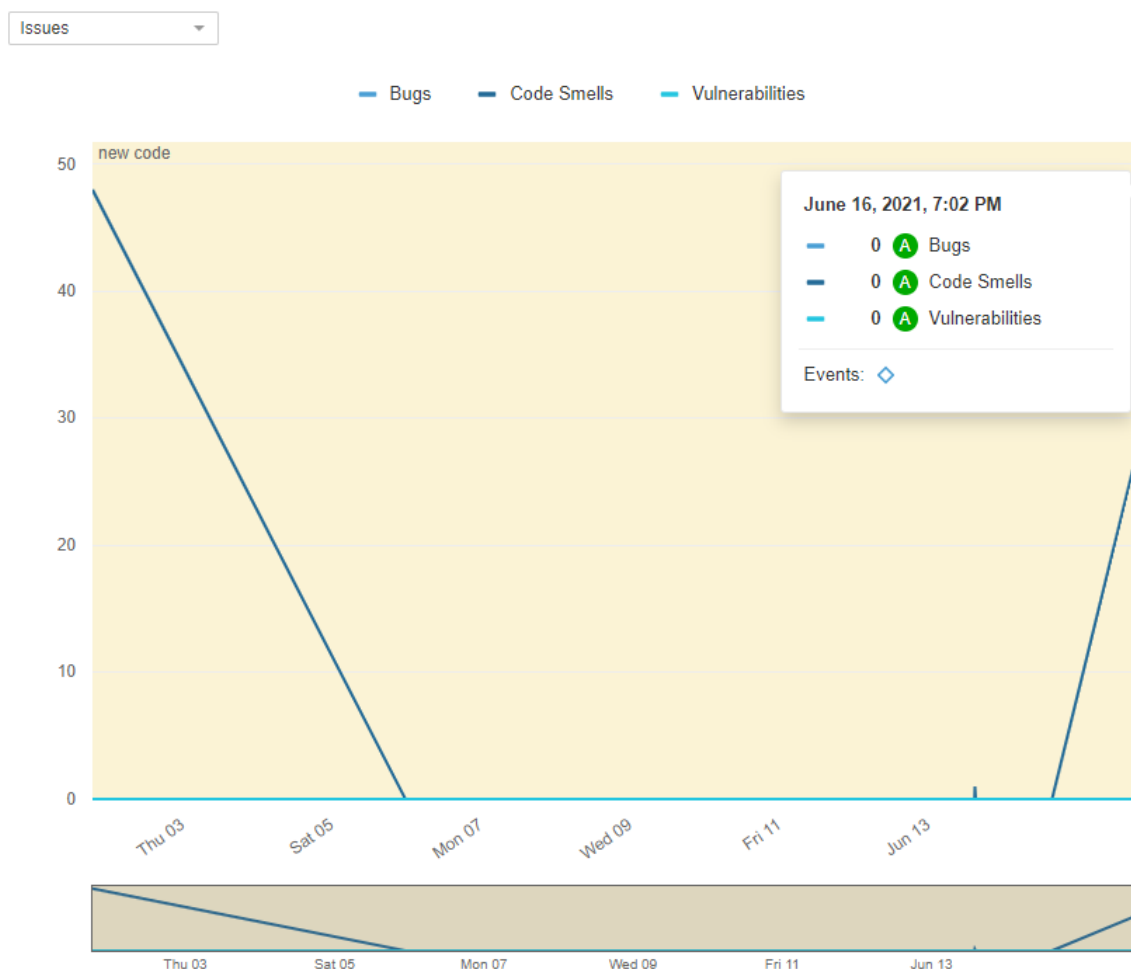 Issues
Bugs Code Smells Vulnerabilities
new code
50
June 16, 2021, 7:02 PM
0 A Bugs
0 A Code Smells
0 A Vulnerabilities
Events:
40
30
20
10
0
Thu 03 Sat 05 Mon 07 Wed 09 Fri 11 Jun 13
Thu 03 Sat 05 Mon 07 Wed 09 Fri 11 Jun 13